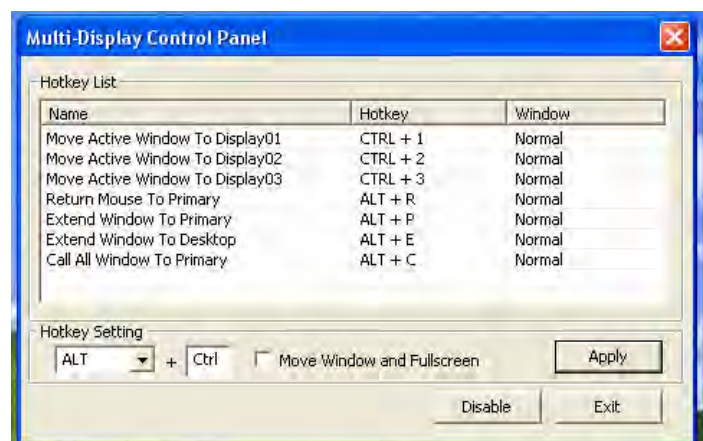 Multi-Display Control Panel
Hotkey List
Name Hotkey Window
Move Active Window To Display01 CTRL + 1 Normal
Move Active Window To Display02 CTRL + 2 Normal
Move Active Window To Display03 CTRL + 3 Normal
Return Mouse To Primary ALT + R Normal
Extend Window To Primary ALT + P Normal
Extend Window To Desktop ALT + E Normal
Call All Window To Primary ALT + C Normal
Hotkey Setting
ALT + Ctrl Move Window and Fullscreen Apply
Disable Exit